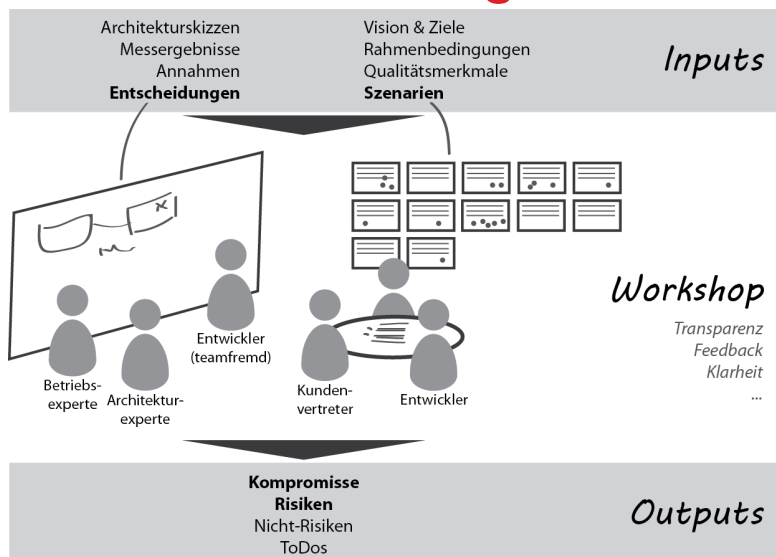 Architekturskizzen
Messergebnisse
Annahmen
Entscheidungen
Vision & Ziele
Rahmenbedingungen
Qualitätsmerkmale
Szenarien
Inputs
Workshop
Transparenz
Feedback
Klarheit
...
Entwickler
(teamfremd)
Betriebs-
experte
Architektur-
experte
Kunden-
vertreter
Entwickler
Kompromisse
Risiken
Nicht-Risiken
ToDos
Outputs